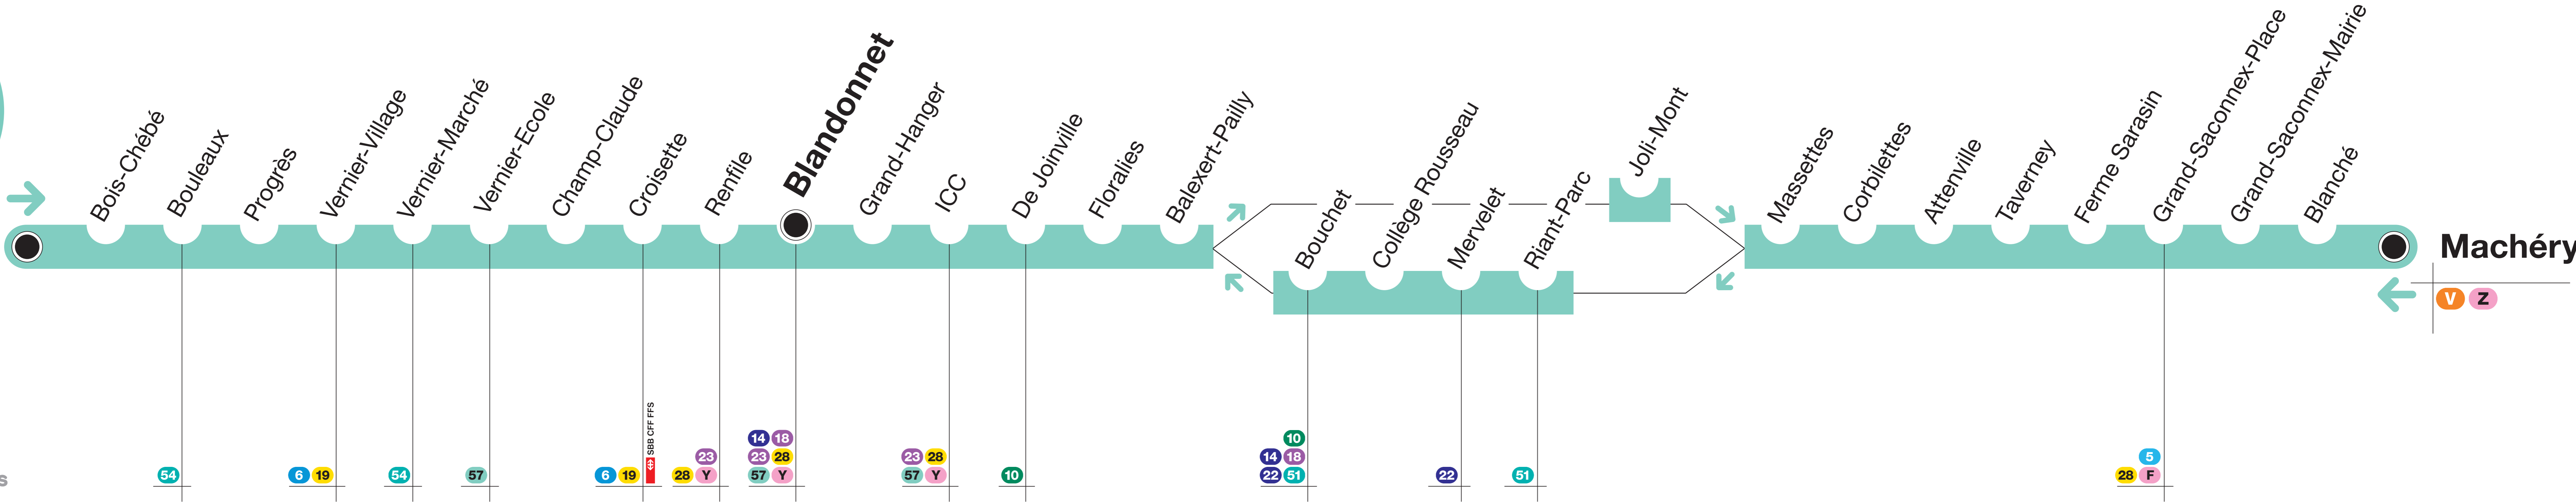 Bois-Chébé
Bouleaux
Progrès
Vernier-Village
Vernier-Marché
Vernier-Ecole
Champ-Claude
Croisette
Renfile
Blandonnet
Grand-Hanger
ICC
De Joinville
Floralies
Balexert-Pailly
Bouchet
Collège Rousseau
Mervelet
Riant-Parc
Joli-Mont
Massettes
Corbilettes
Attenville
Taverney
Ferme Sarasin
Grand-Saconnex-Place
Grand-Saconnex-Mairie
Blanché
Machéry
V Z
54
6 19
54
57
6 19
SBB CFF FFS
23
28 Y
14 18
23 28
57 Y
23 28
57 Y
10
10
14 18
22 51
22
51
5
28 F
s